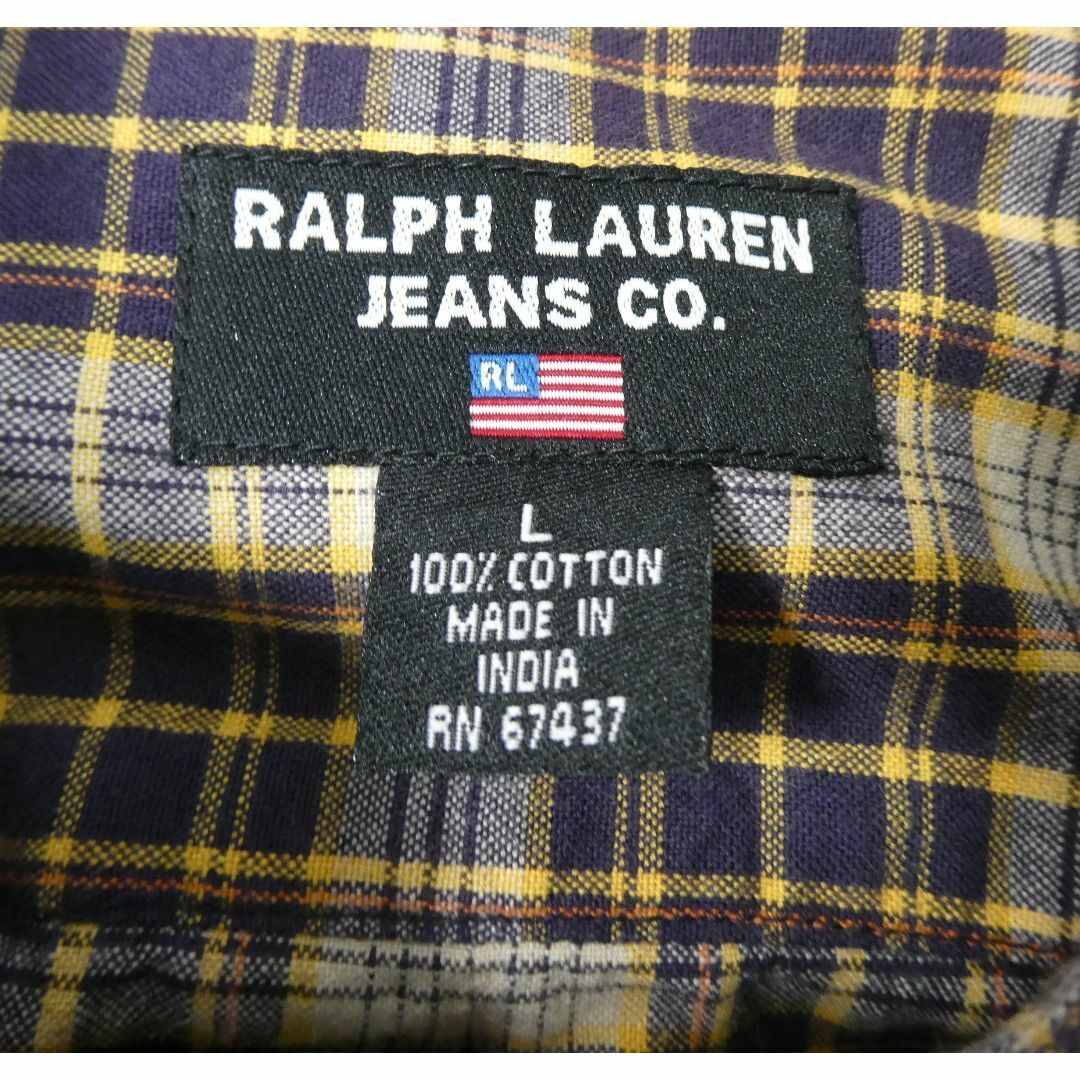 RALPH LAUREN
JEANS CO.
RL
L
100% COTTON
MADE IN
INDIA
RN 67437